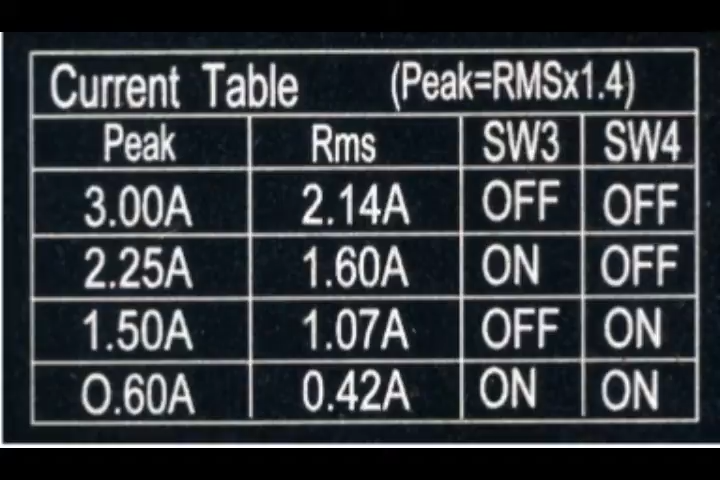 Current Table (Peak=RMSx1.4)
Peak Rms SW3 SW4
3.00A 2.14A OFF OFF
2.25A 1.60A ON OFF
1.50A 1.07A OFF ON
O.60A 0.42A ON ON